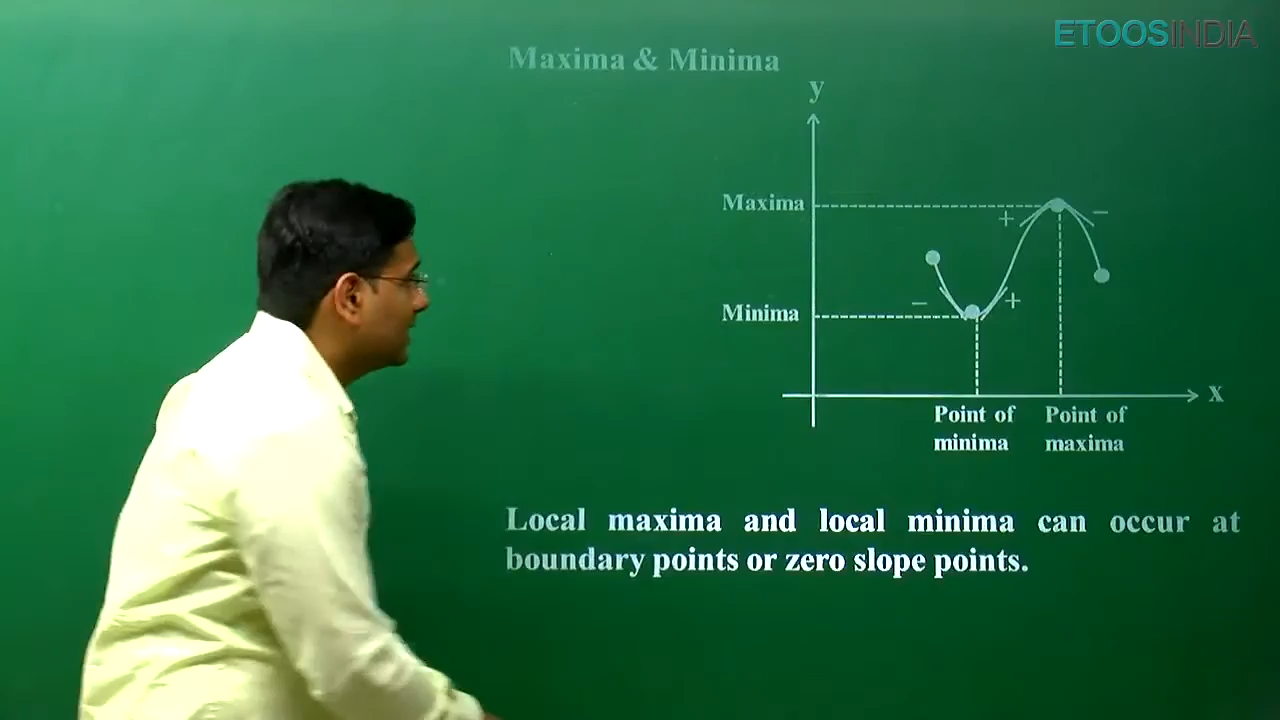 ETOOSINDIA
Maxima & Minima
y
Maxima
+ −
− +
Minima
x
Point of Point of
minima maxima
Local maxima and local minima can occur at
boundary points or zero slope points.